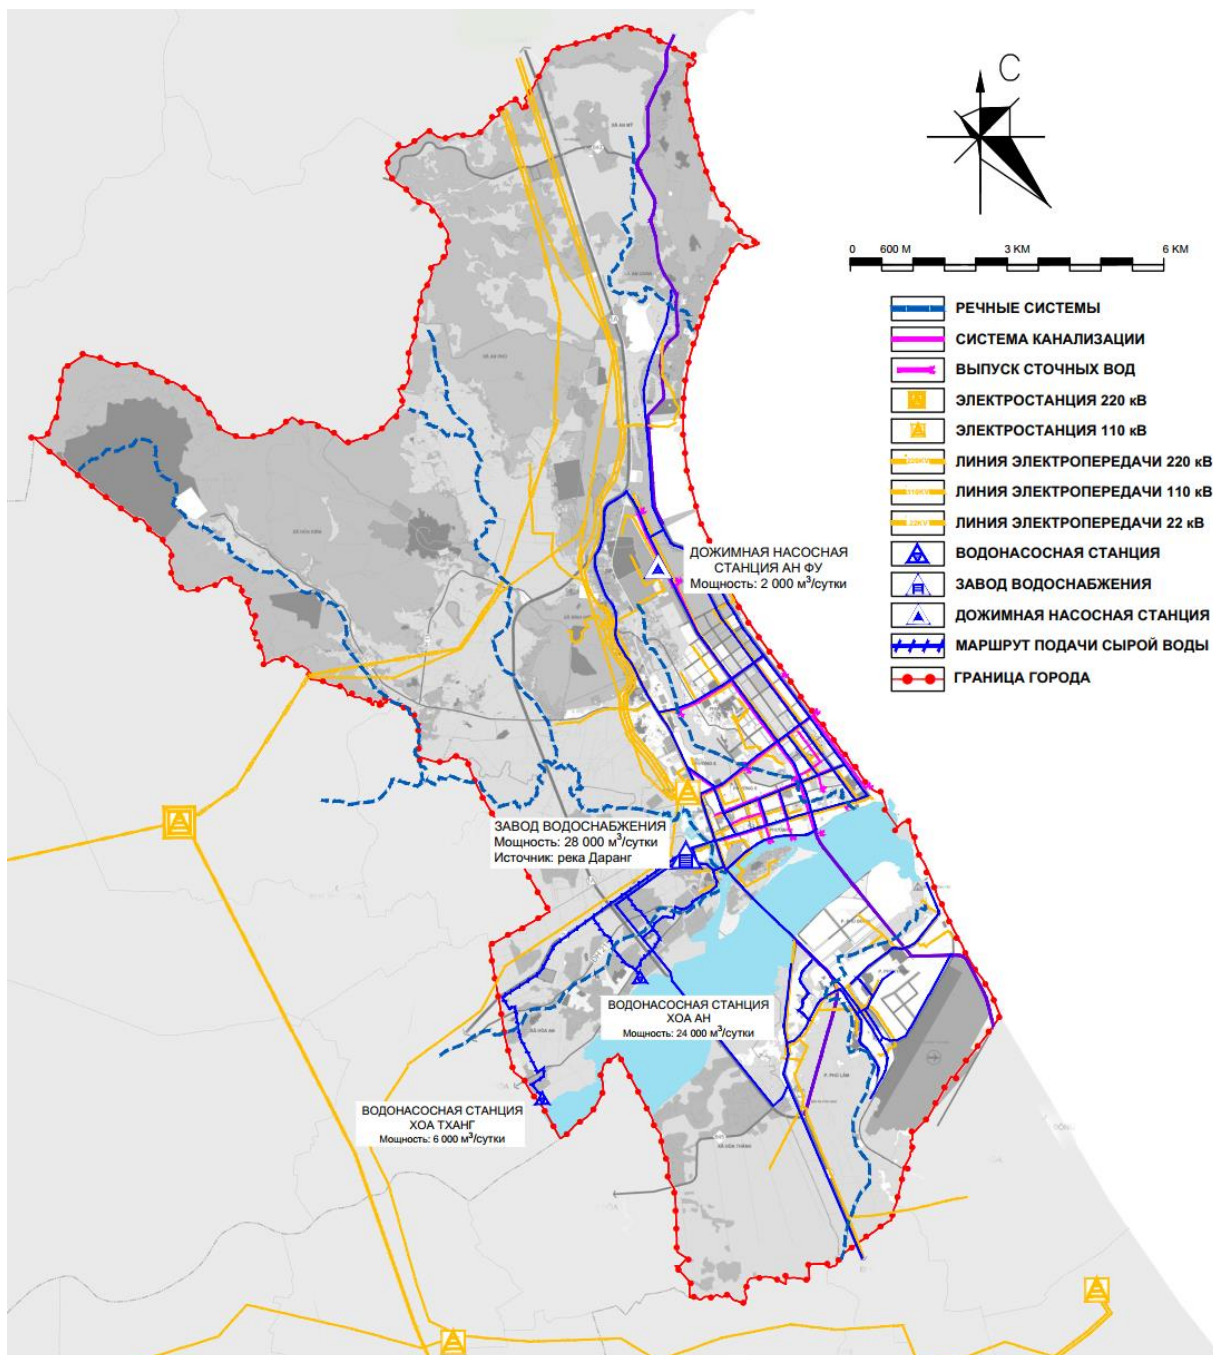 С
0 600 М 3 КМ 6 КМ
РЕЧНЫЕ СИСТЕМЫ
СИСТЕМА КАНАЛИЗАЦИИ
ВЫПУСК СТОЧНЫХ ВОД
ЭЛЕКТРОСТАНЦИЯ 220 кВ
ЭЛЕКТРОСТАНЦИЯ 110 кВ
220KV ЛИНИЯ ЭЛЕКТРОПЕРЕДАЧИ 220 кВ
110KV ЛИНИЯ ЭЛЕКТРОПЕРЕДАЧИ 110 кВ
22KV ЛИНИЯ ЭЛЕКТРОПЕРЕДАЧИ 22 кВ
ВОДОНАСОСНАЯ СТАНЦИЯ
ЗАВОД ВОДОСНАБЖЕНИЯ
ДОЖИМНАЯ НАСОСНАЯ СТАНЦИЯ
МАРШРУТ ПОДАЧИ СЫРОЙ ВОДЫ
ГРАНИЦА ГОРОДА
ДОЖИМНАЯ НАСОСНАЯ
СТАНЦИЯ АН ФУ
Мощность: 2 000 м³/сутки
ЗАВОД ВОДОСНАБЖЕНИЯ
Мощность: 28 000 м³/сутки
Источник: река Даранг
ВОДОНАСОСНАЯ СТАНЦИЯ
ХОА АН
Мощность: 24 000 м³/сутки
ВОДОНАСОСНАЯ СТАНЦИЯ
ХОА ТХАНГ
Мощность: 6 000 м³/сутки